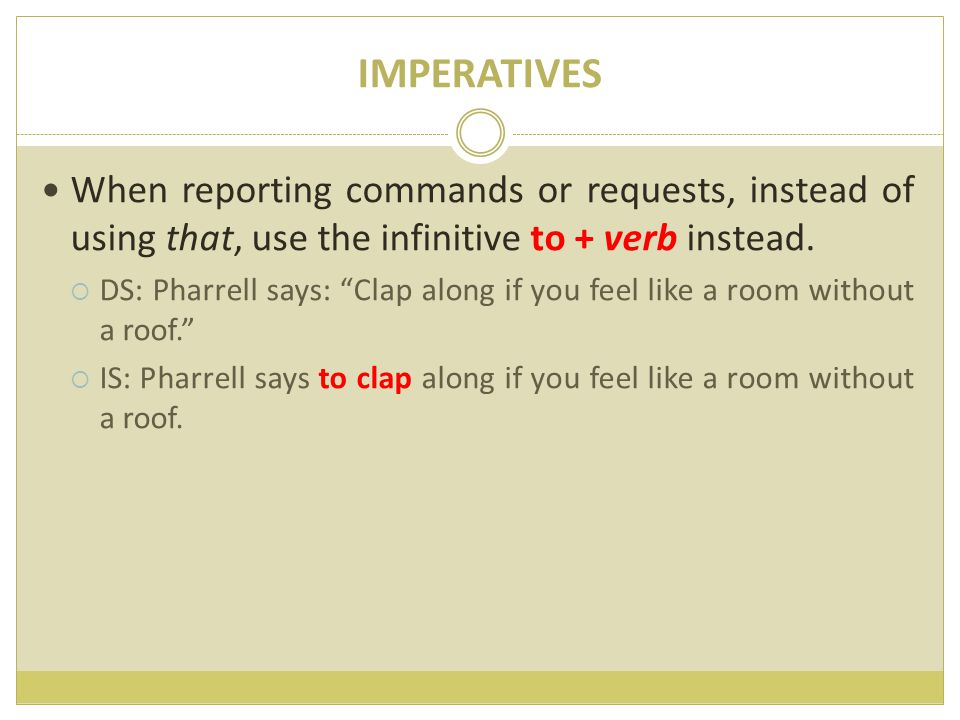 IMPERATIVES
• When reporting commands or requests, instead of
using that, use the infinitive to + verb instead.
○ DS: Pharrell says: “Clap along if you feel like a room without
a roof.”
○ IS: Pharrell says to clap along if you feel like a room without
a roof.